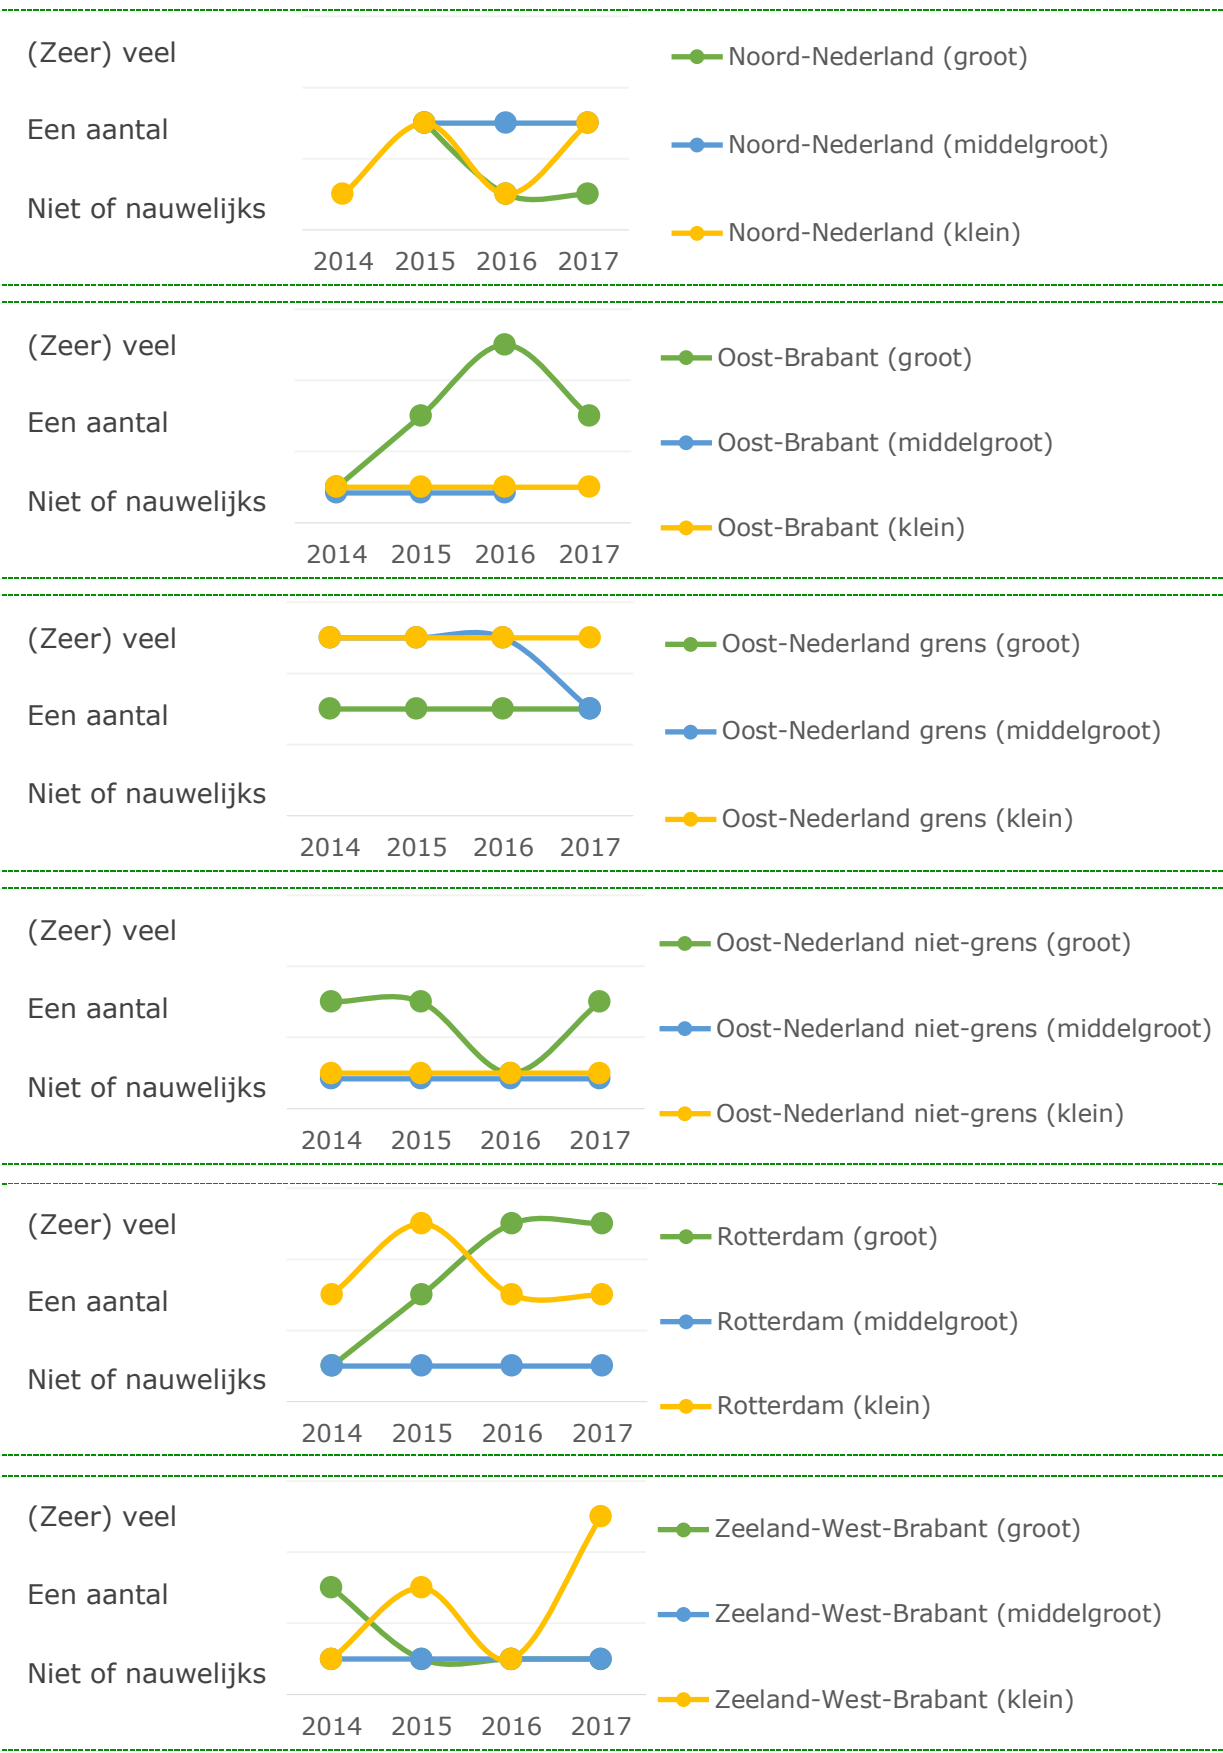 (Zeer) veel
Een aantal
Niet of nauwelijks
2014 2015 2016 2017
Noord-Nederland (groot)
Noord-Nederland (middelgroot)
Noord-Nederland (klein)
(Zeer) veel
Een aantal
Niet of nauwelijks
2014 2015 2016 2017
Oost-Brabant (groot)
Oost-Brabant (middelgroot)
Oost-Brabant (klein)
(Zeer) veel
Een aantal
Niet of nauwelijks
2014 2015 2016 2017
Oost-Nederland grens (groot)
Oost-Nederland grens (middelgroot)
Oost-Nederland grens (klein)
(Zeer) veel
Een aantal
Niet of nauwelijks
2014 2015 2016 2017
Oost-Nederland niet-grens (groot)
Oost-Nederland niet-grens (middelgroot)
Oost-Nederland niet-grens (klein)
(Zeer) veel
Een aantal
Niet of nauwelijks
2014 2015 2016 2017
Rotterdam (groot)
Rotterdam (middelgroot)
Rotterdam (klein)
(Zeer) veel
Een aantal
Niet of nauwelijks
2014 2015 2016 2017
Zeeland-West-Brabant (groot)
Zeeland-West-Brabant (middelgroot)
Zeeland-West-Brabant (klein)